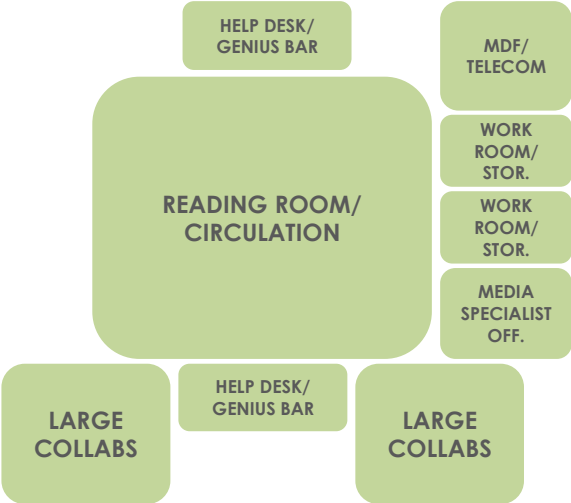 HELP DESK/
GENIUS BAR
MDF/
TELECOM
WORK
ROOM/
STOR.
READING ROOM/
CIRCULATION
WORK
ROOM/
STOR.
MEDIA
SPECIALIST
OFF.
LARGE
COLLABS
HELP DESK/
GENIUS BAR
LARGE
COLLABS